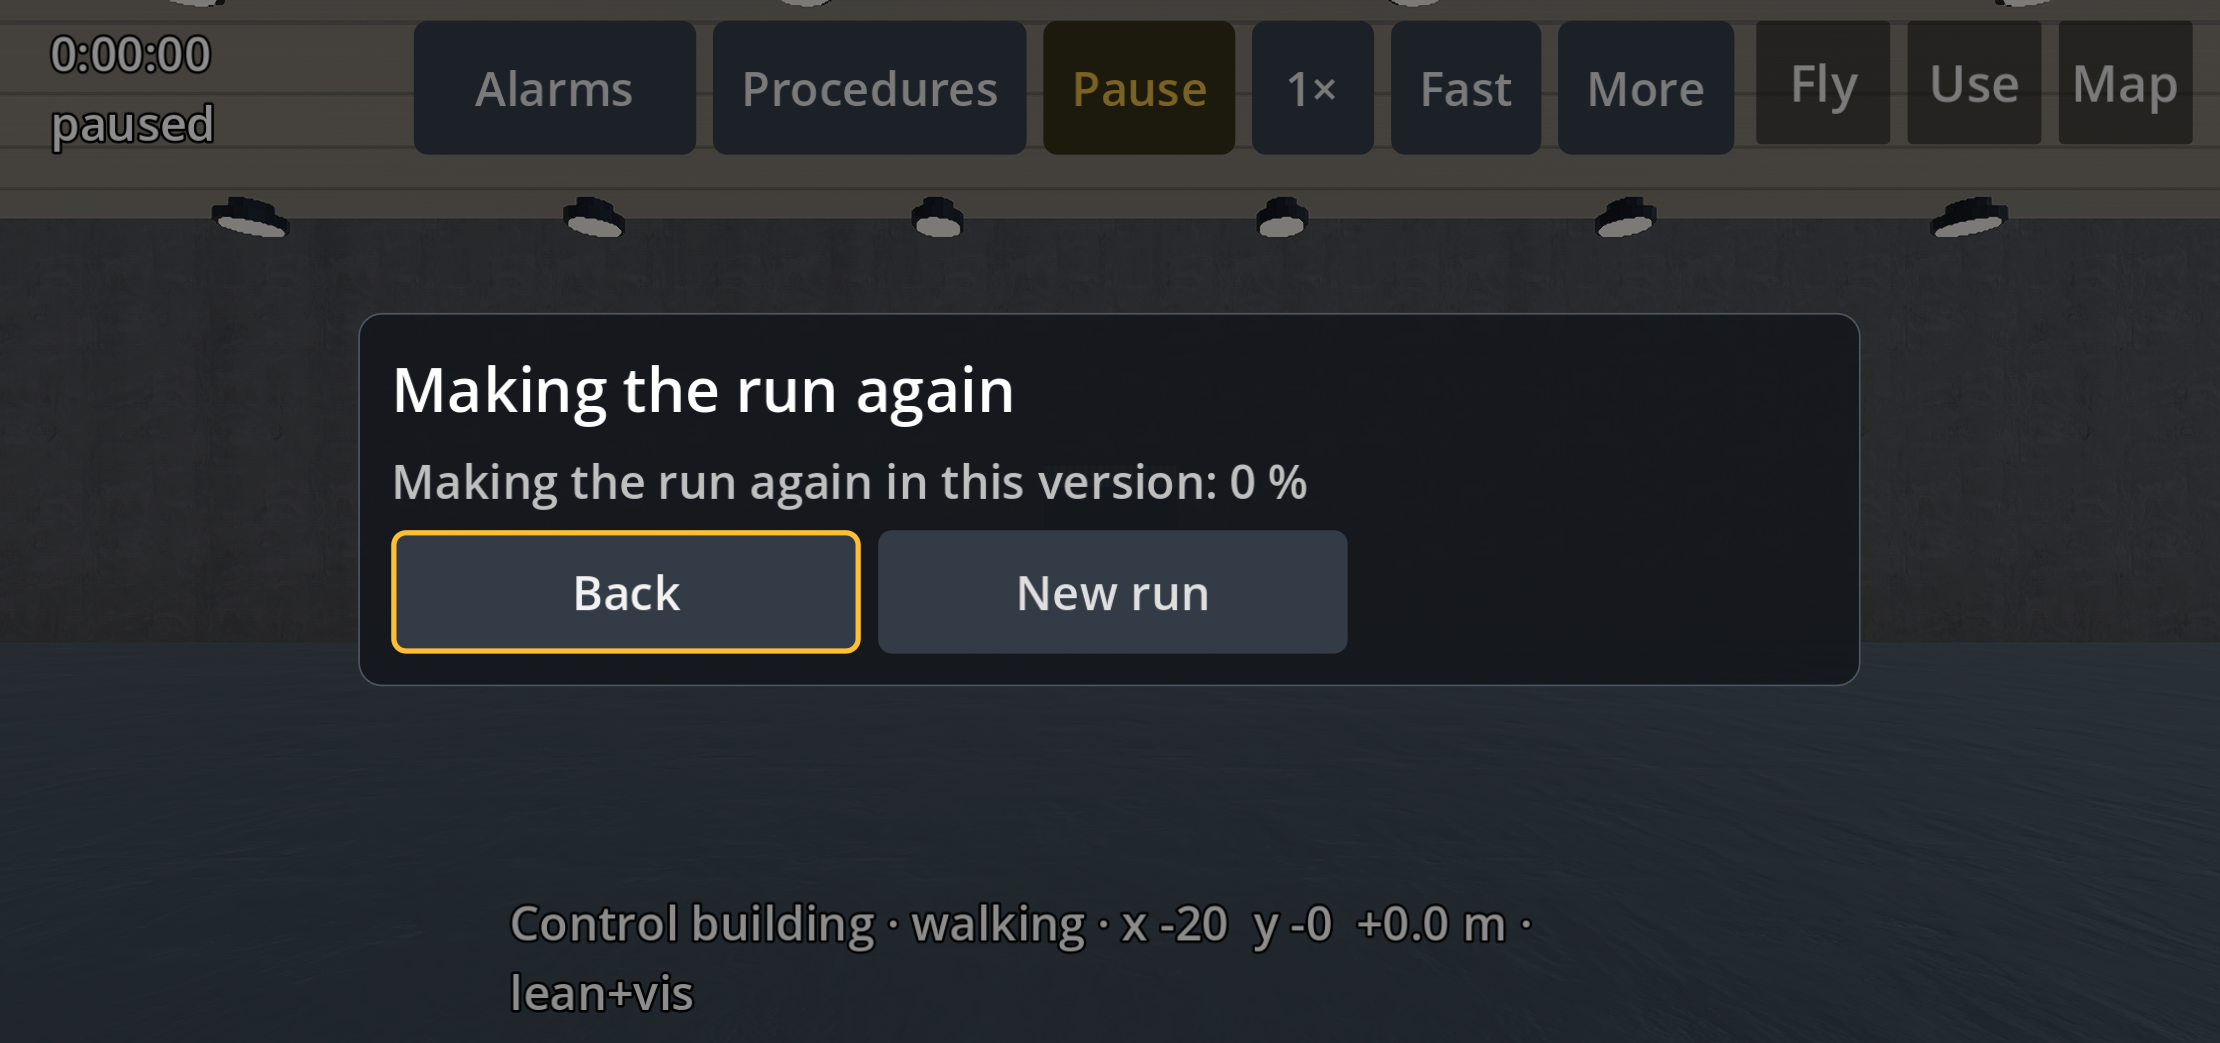 0:00:00
paused
Alarms
Procedures
Pause
1×
Fast
More
Fly
Use
Map
Making the run again
Making the run again in this version: 0 %
Back
New run
Control building · walking · x -20  y -0  +0.0 m ·
lean+vis